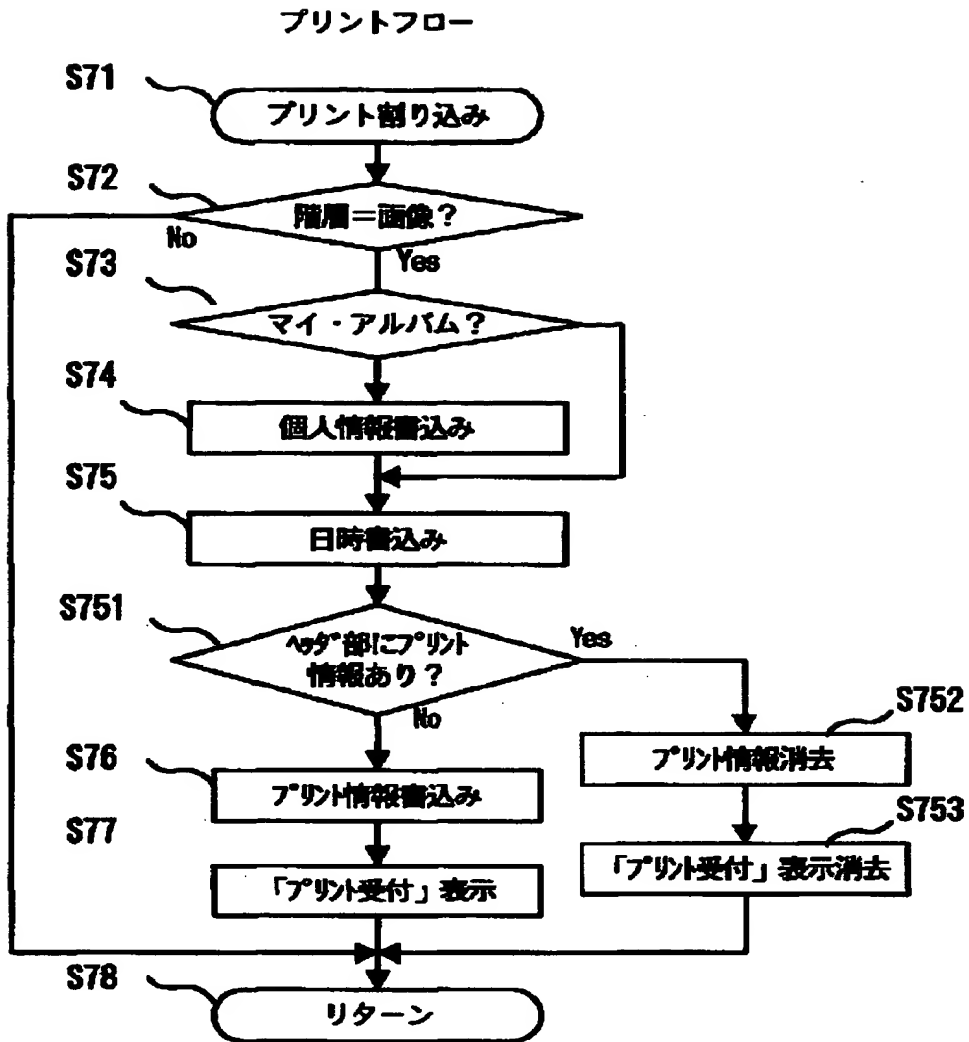 プリントフロー
S71
プリント割り込み
S72
階層＝画像？
No
Yes
S73
マイ・アルバム？
S74
個人情報書込み
S75
日時書込み
S751
ﾍｯﾀﾞ部にﾌﾟﾘﾝﾄ
情報あり？
Yes
No
S752
ﾌﾟﾘﾝﾄ情報消去
S76
ﾌﾟﾘﾝﾄ情報書込み
S753
「ﾌﾟﾘﾝﾄ受付」表示消去
S77
「ﾌﾟﾘﾝﾄ受付」表示
S78
リターン